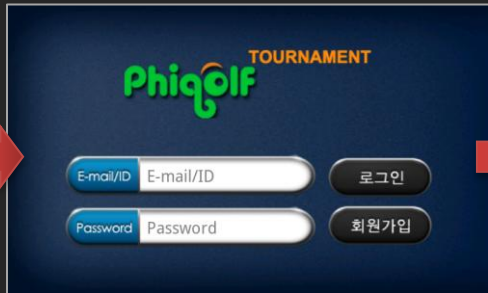 TOURNAMENT
Phigolf
E-mail/ID E-mail/ID 로그인
Password Password 회원가입